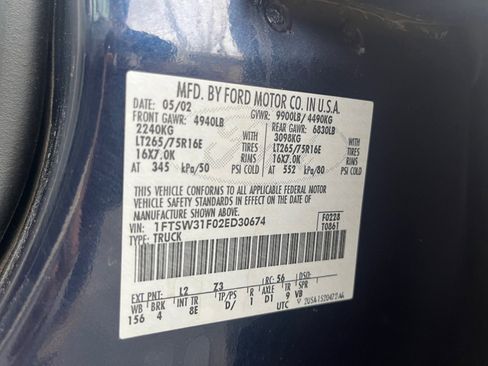 MFD. BY FORD MOTOR CO. IN U.S.A.
DATE: 05/02 GVWR: 9900LB/ 4490KG
FRONT GAWR: 4940LB REAR GAWR: 6830LB
2240KG WITH 3098KG WITH
LT265/75R16E TIRES LT265/75R16E TIRES
16X7.0K RIMS 16X7.0K RIMS
AT 345 kPa/50 PSI COLD AT 552 kPa/80 PSI COLD
THIS VEHICLE CONFORMS TO ALL APPLICABLE FEDERAL MOTOR
VEHICLE SAFETY STANDARDS IN EFFECT ON THE DATE OF
MANUFACTURE SHOWN ABOVE.
VIN: 1FTSW31F02ED30674 F0228
TYPE: TRUCK T0861
EXT PNT: L2 Z3 RC: 56 DSO:
WB BRK INT TR TP/PS R AXLE TR SPR
156 4 8E D/ 1 D1 9 VB
UTC